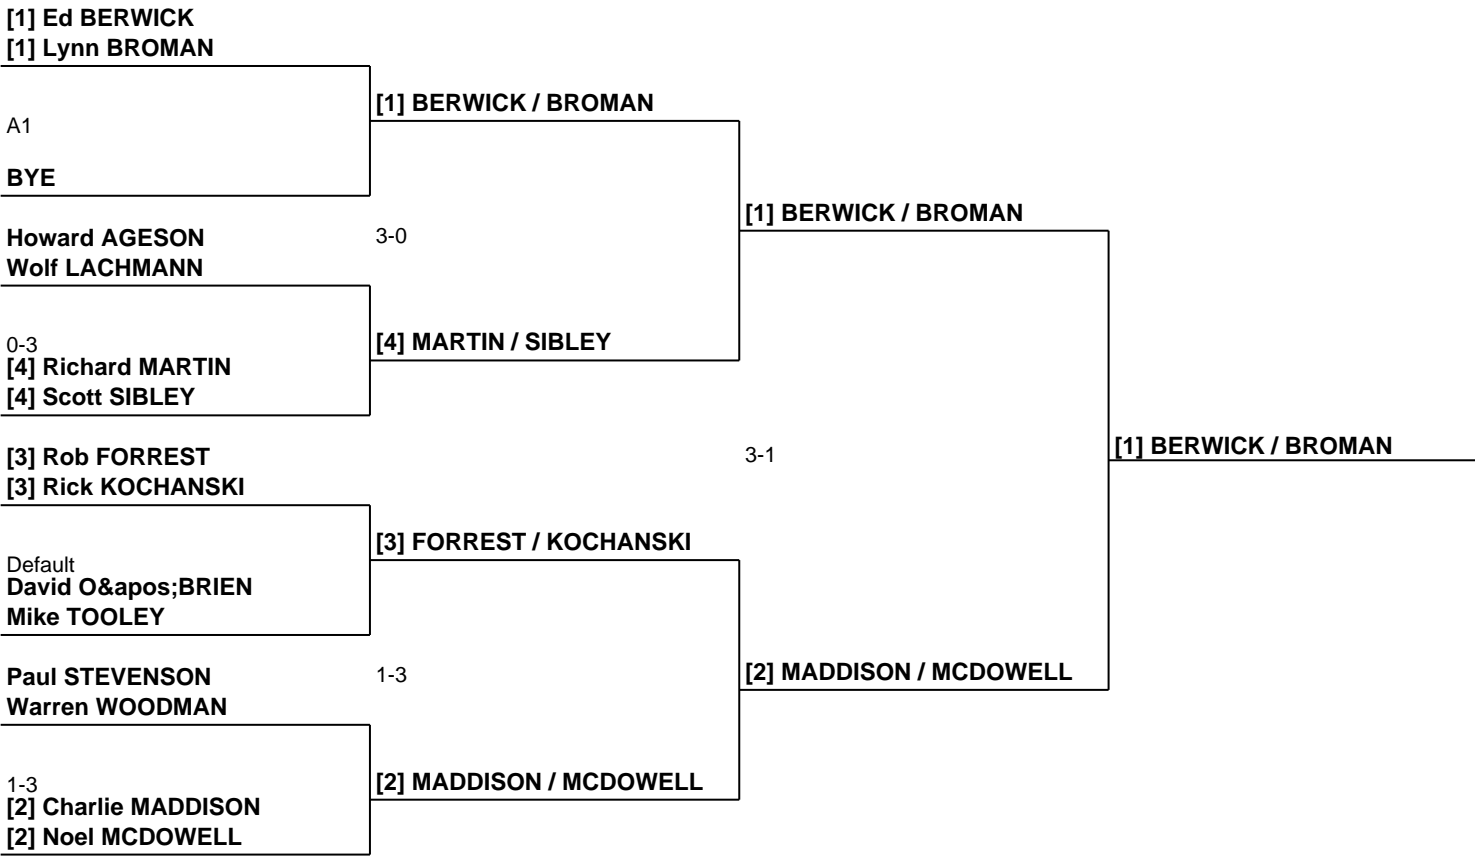 [1] Ed BERWICK
[1] Lynn BROMAN
[1] BERWICK / BROMAN
A1
BYE
[1] BERWICK / BROMAN
Howard AGESON
3-0
Wolf LACHMANN
0-3
[4] MARTIN / SIBLEY
[4] Richard MARTIN
[4] Scott SIBLEY
[1] BERWICK / BROMAN
[3] Rob FORREST
3-1
[3] Rick KOCHANSKI
[3] FORREST / KOCHANSKI
Default
David O&amp;apos;BRIEN
Mike TOOLEY
Paul STEVENSON
1-3
[2] MADDISON / MCDOWELL
Warren WOODMAN
1-3
[2] MADDISON / MCDOWELL
[2] Charlie MADDISON
[2] Noel MCDOWELL